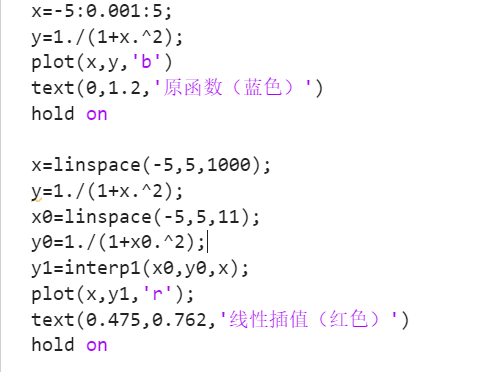 x=-5:0.001:5;
y=1./(1+x.^2);
plot(x,y,'b')
text(0,1.2,'原函数（蓝色）')
hold on
x=linspace(-5,5,1000);
y=1./(1+x.^2);
x0=linspace(-5,5,11);
y0=1./(1+x0.^2);
y1=interp1(x0,y0,x);
plot(x,y1,'r');
text(0.475,0.762,'线性插值（红色）')
hold on